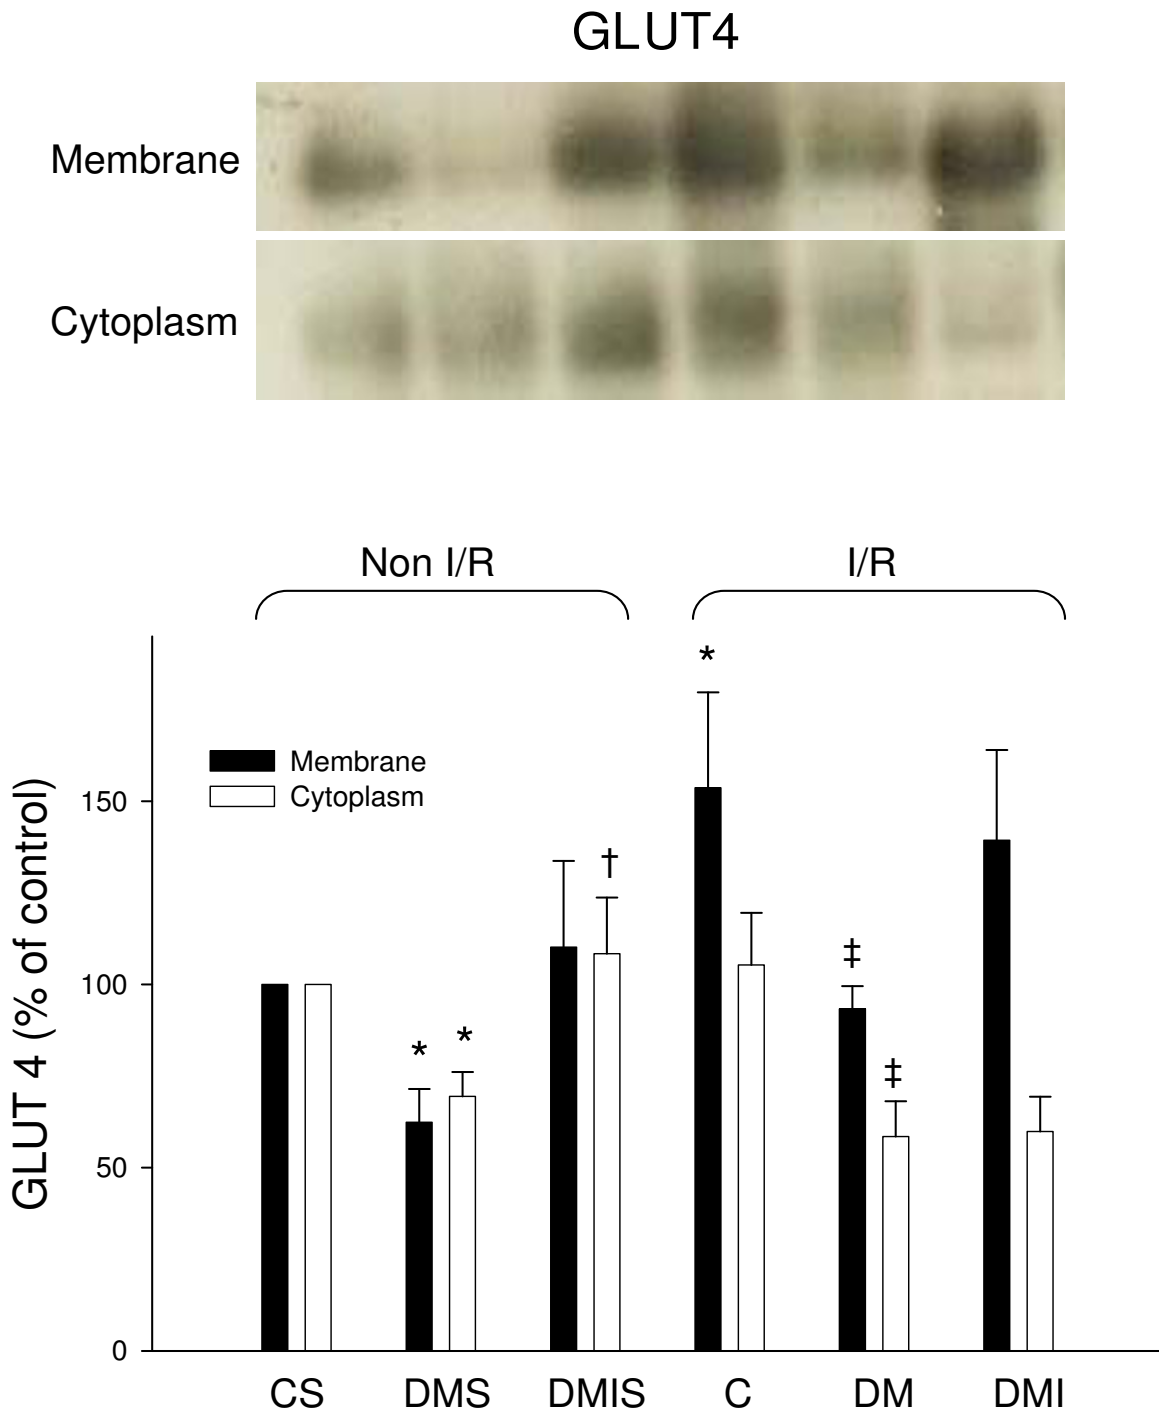 GLUT4
Membrane
Cytoplasm
Non I/R I/R
*
Membrane
Cytoplasm
150
†
‡
100
* *
‡
50
0
GLUT 4 (% of control)
CS DMS DMIS C DM DMI